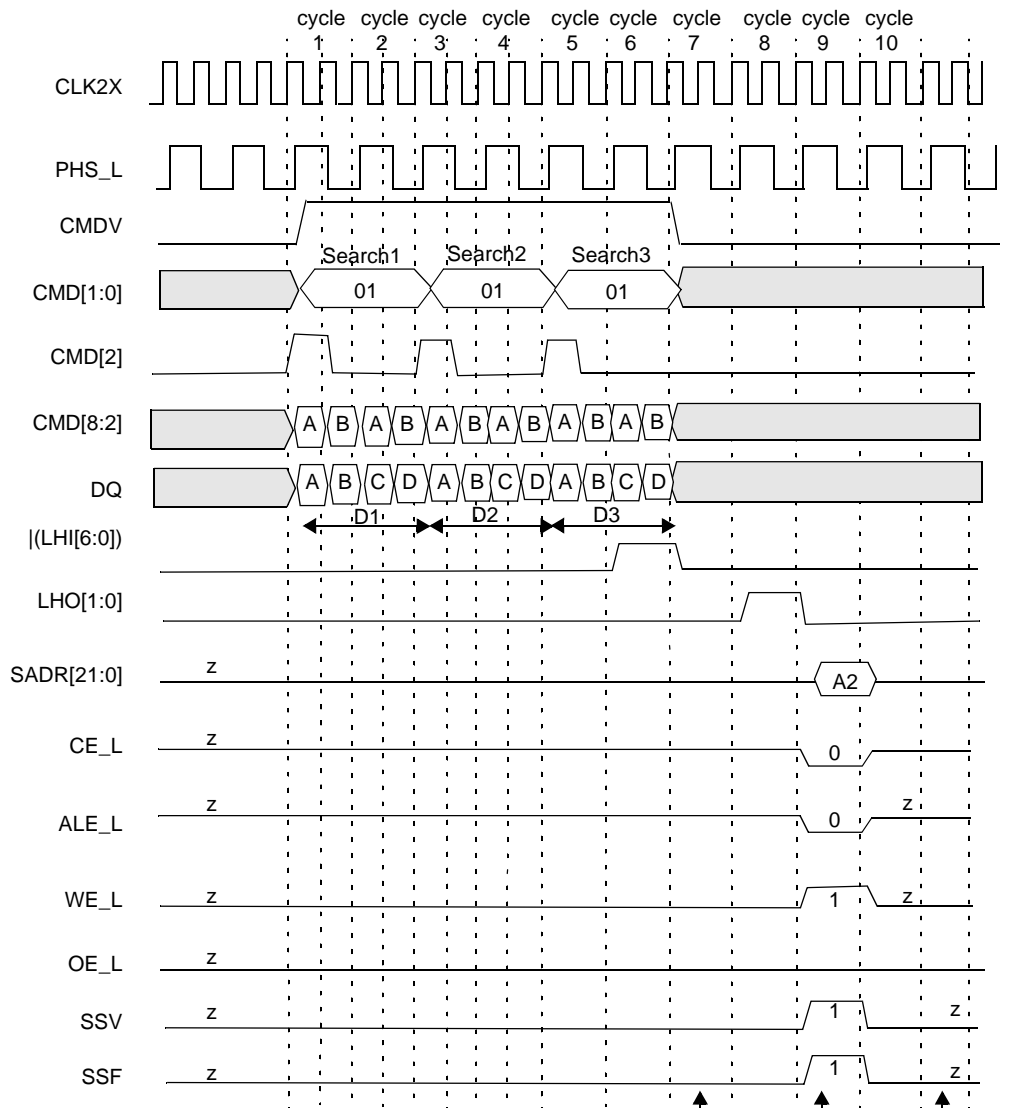 cycle cycle cycle cycle cycle cycle cycle cycle cycle cycle
1 2 3 4 5 6 7 8 9 10
CLK2X
PHS_L
CMDV
Search1 Search2 Search3
CMD[1:0] 01 01 01
CMD[2]
CMD[8:2] A B A B A B A B A B A B
DQ A B C D A B C D A B C D
D1 D2 D3
|(LHI[6:0])
LHO[1:0]
SADR[21:0] z A2
CE_L z 0
ALE_L z 0 z
WE_L z 1 z
OE_L z
SSV z 1 z
SSF z 1 z